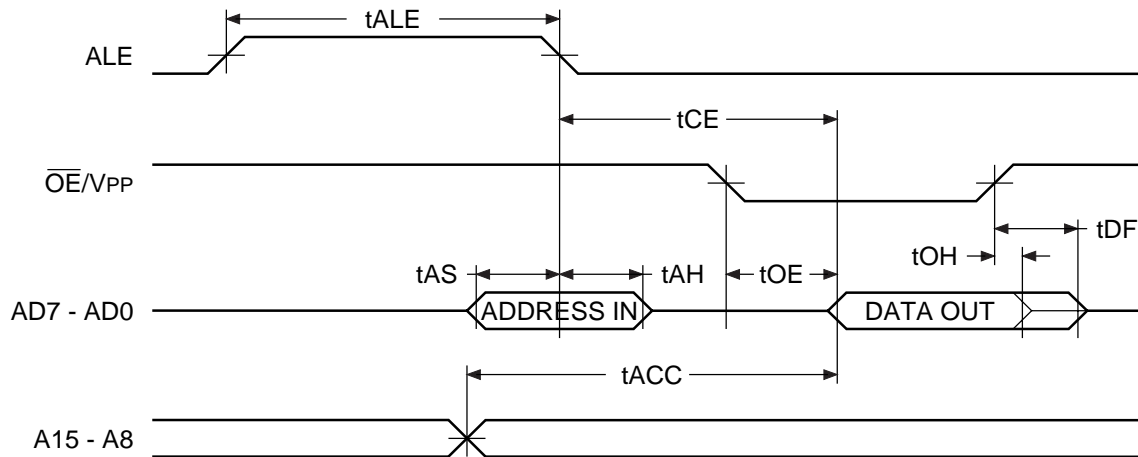 tALE
ALE
tCE
OE/VPP
tDF
tOH
tAS
tAH
tOE
AD7 - AD0
ADDRESS IN
DATA OUT
tACC
A15 - A8